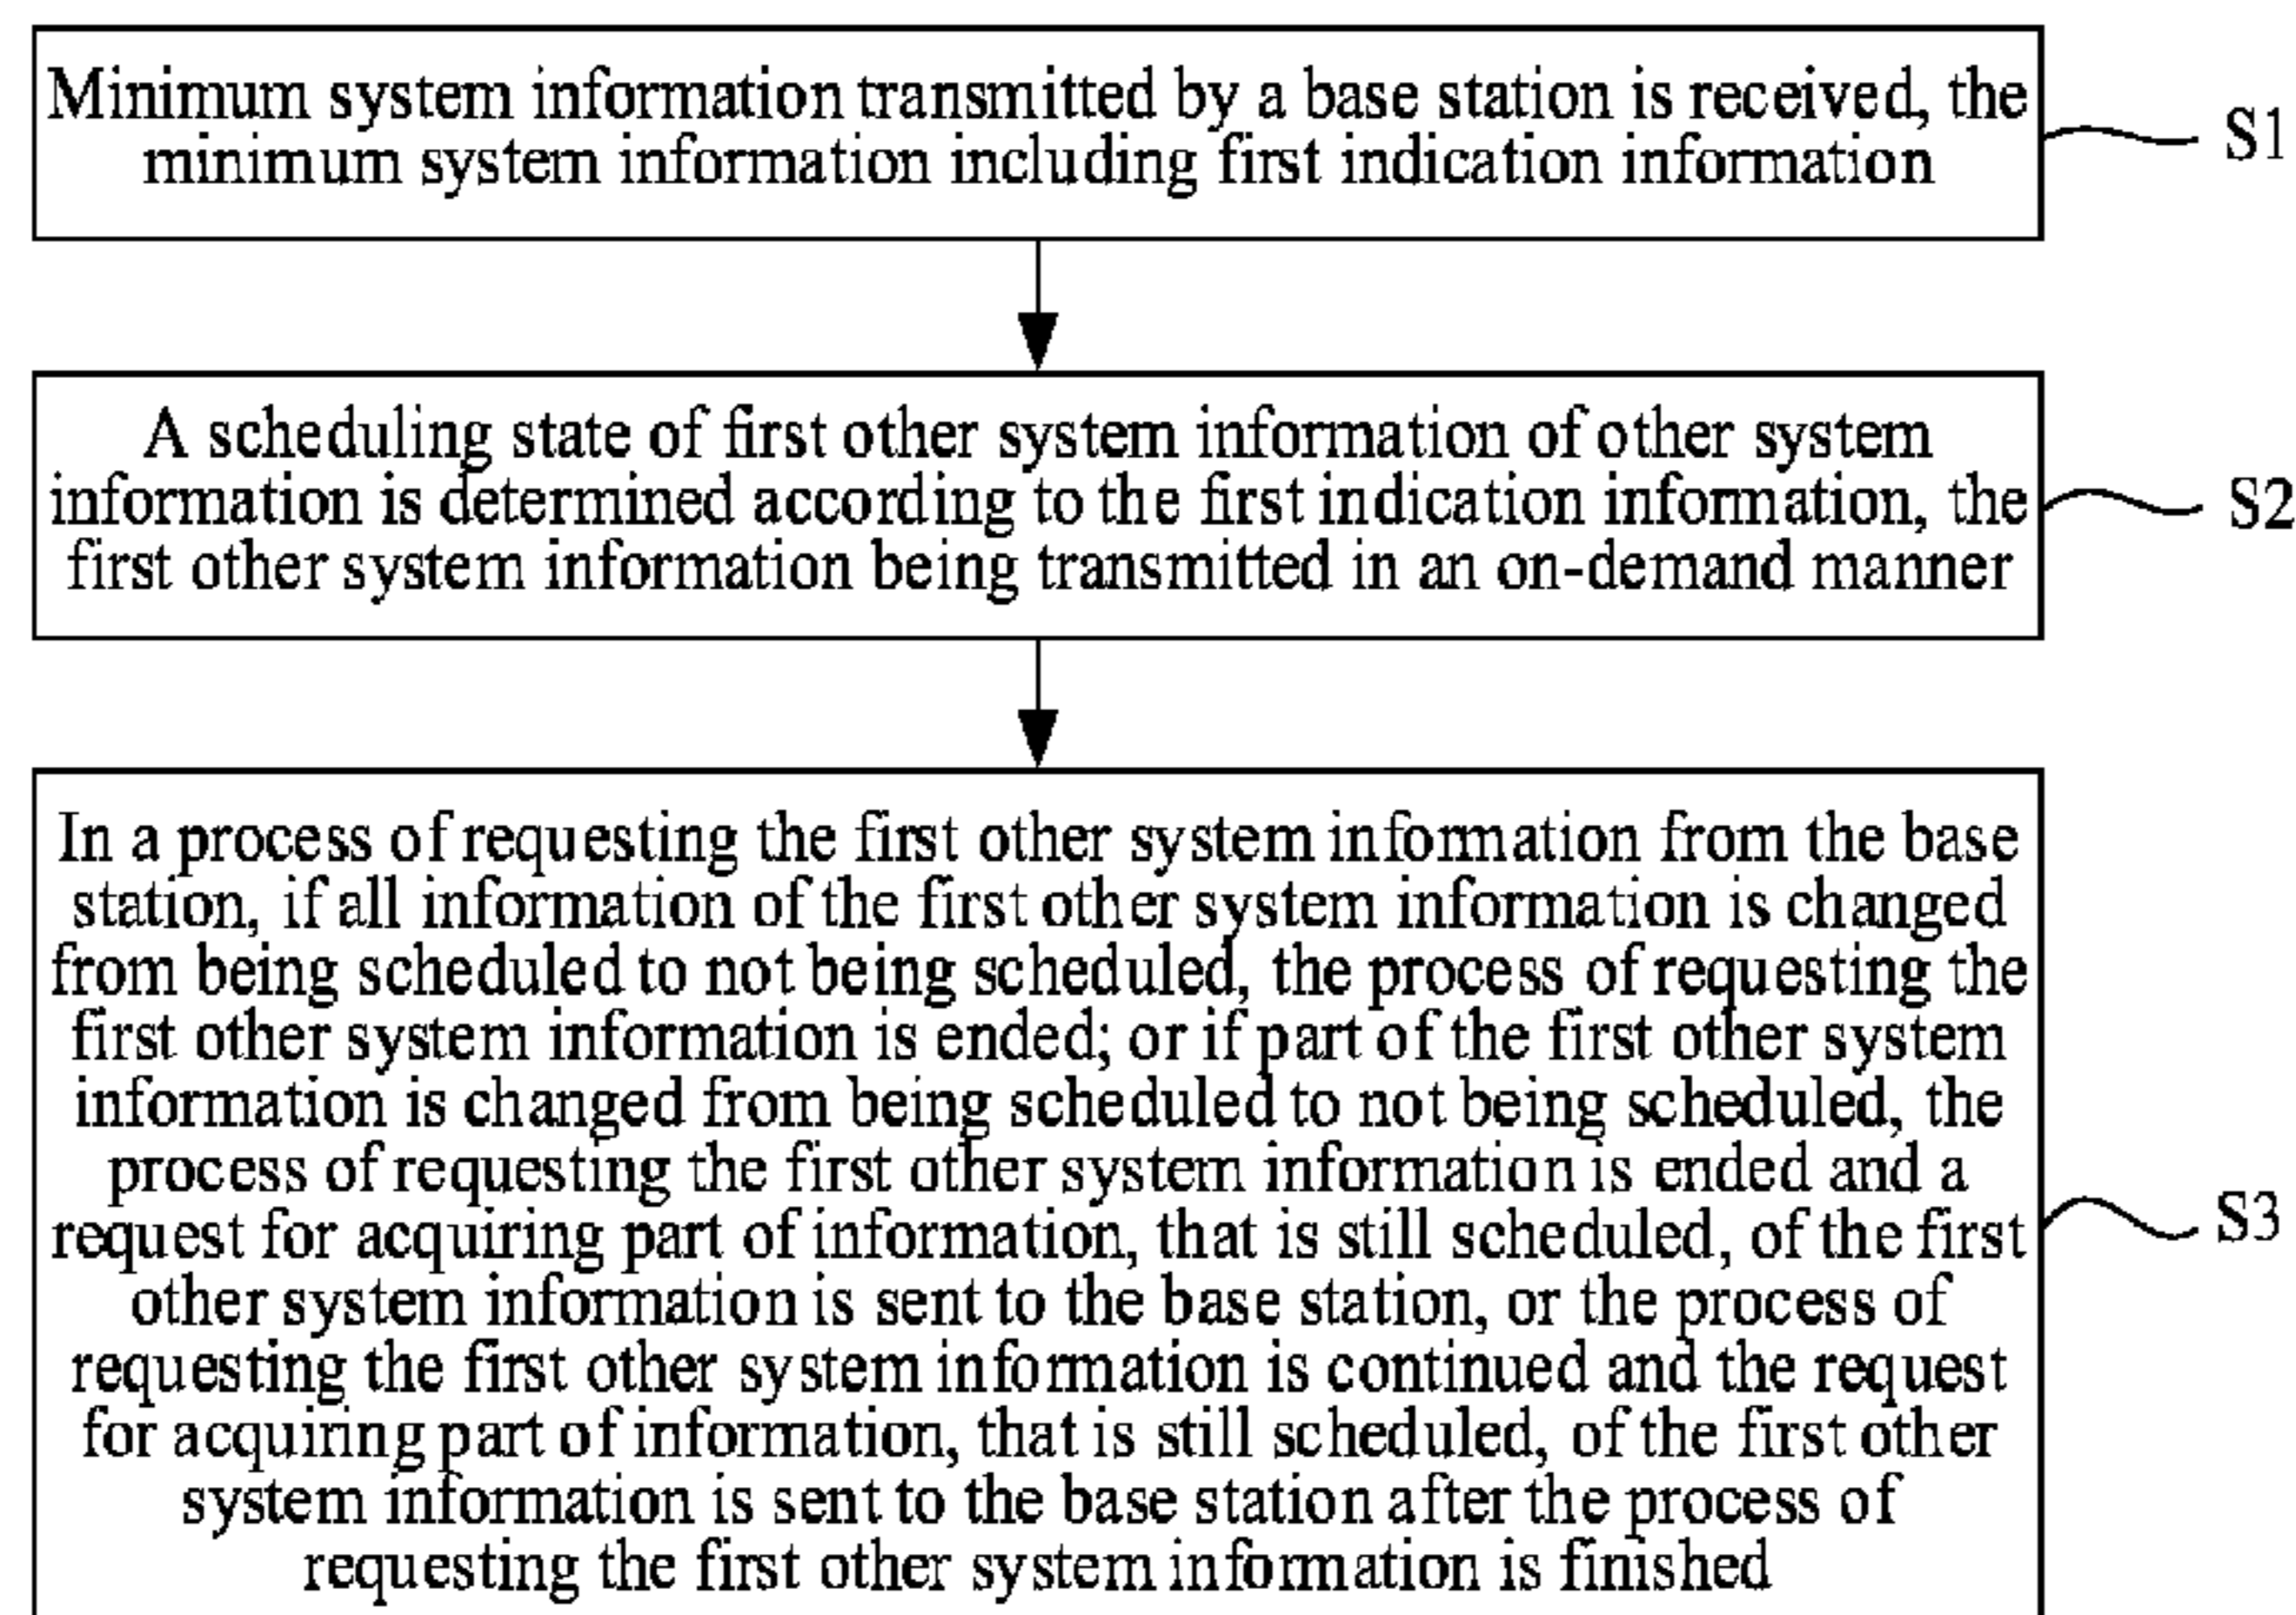 Minimum system information transmitted by a base station is received, the
minimum system information including first indication information
S1
A scheduling state of first other system information of other system
information is determined according to the first indication information, the
first other system information being transmitted in an on-demand manner
S2
In a process of requesting the first other system information from the base
station, if all information of the first other system information is changed
from being scheduled to not being scheduled, the process of requesting the
first other system information is ended; or if part of the first other system
information is changed from being scheduled to not being scheduled, the
process of requesting the first other system information is ended and a
request for acquiring part of information, that is still scheduled, of the first
other system information is sent to the base station, or the process of
requesting the first other system information is continued and the request
for acquiring part of information, that is still scheduled, of the first other
system information is sent to the base station after the process of
requesting the first other system information is finished
S3